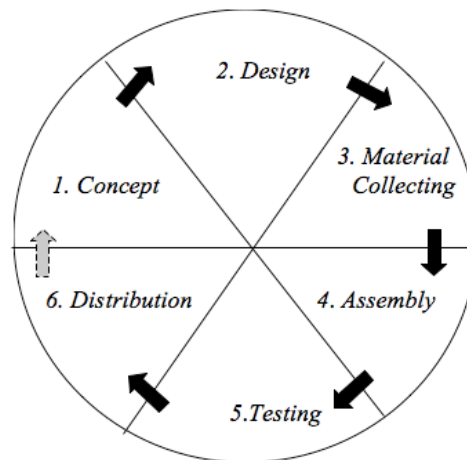 1. Concept
2. Design
3. Material
Collecting
4. Assembly
5.Testing
6. Distribution